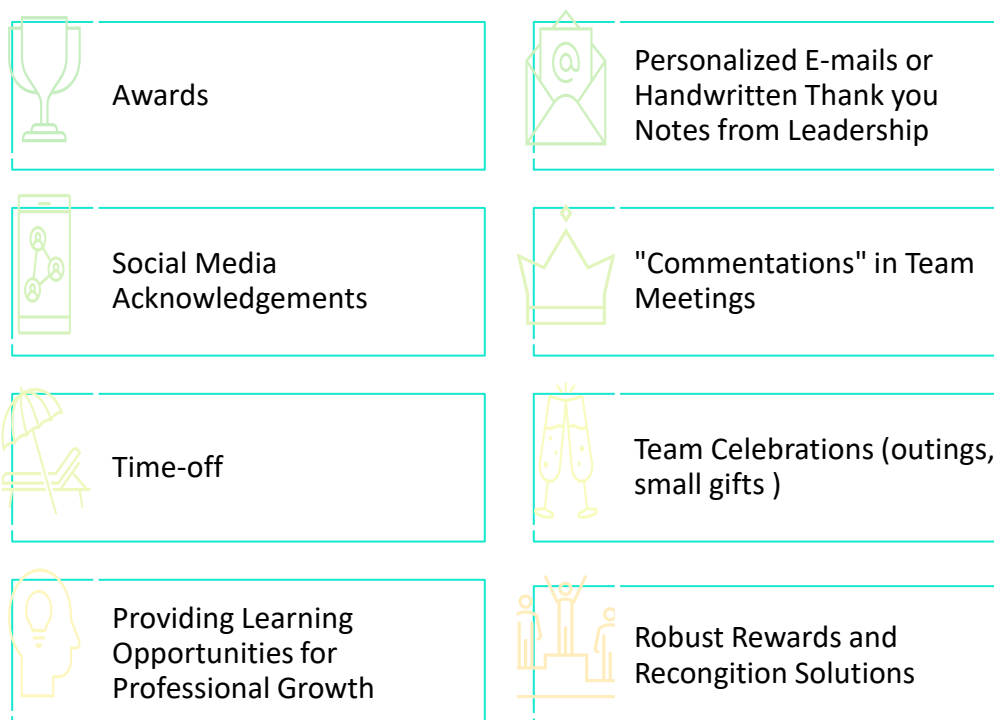 Awards
Personalized E-mails or
Handwritten Thank you
Notes from Leadership
Social Media
Acknowledgements
"Commentations" in Team
Meetings
Time-off
Team Celebrations (outings,
small gifts )
Providing Learning
Opportunities for
Professional Growth
Robust Rewards and
Recongition Solutions